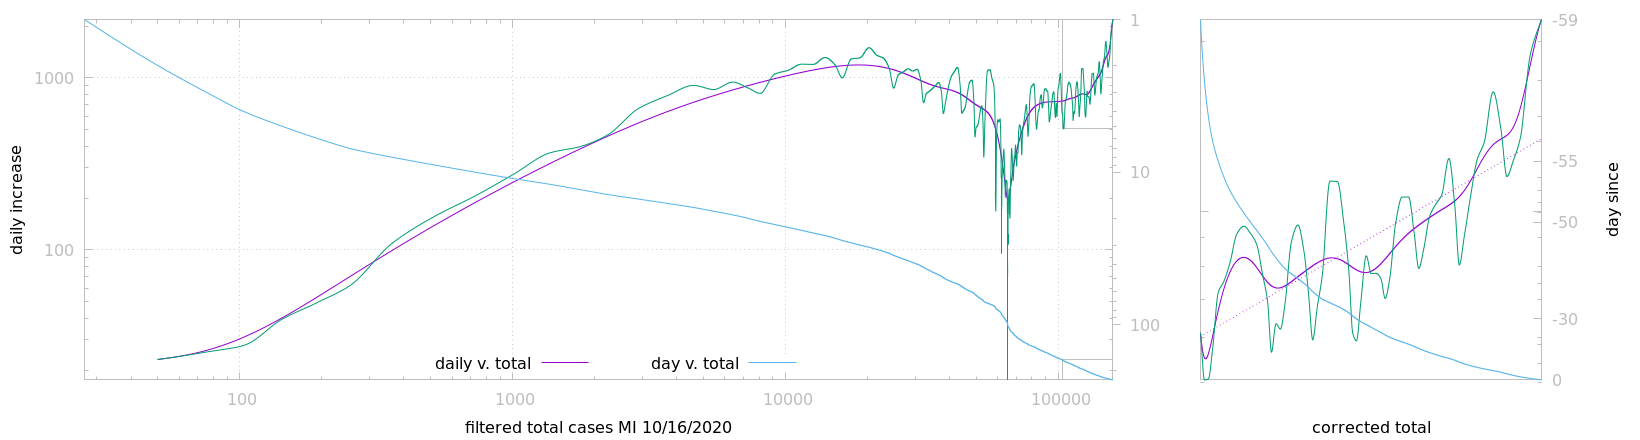 daily increase
1000
100
daily v. total
day v. total
100
1000
10000
100000
filtered total cases MI 10/16/2020
1
10
100
-59
-55
-50
-30
0
day since
corrected total